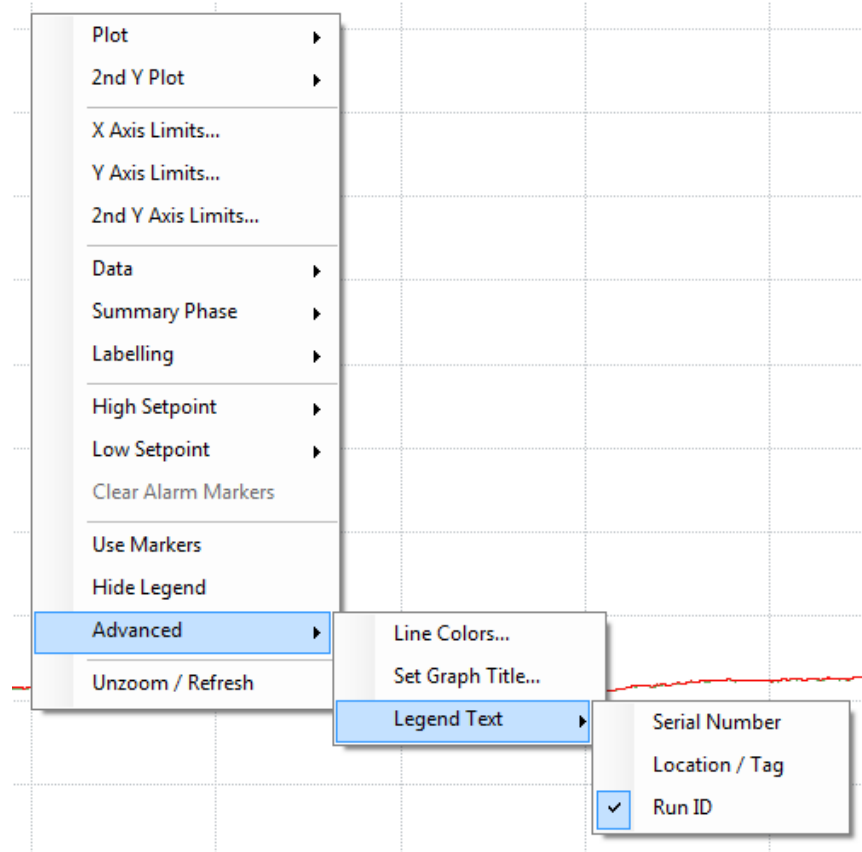 Plot
2nd Y Plot
X Axis Limits...
Y Axis Limits...
2nd Y Axis Limits...
Data
Summary Phase
Labelling
High Setpoint
Low Setpoint
Clear Alarm Markers
Use Markers
Hide Legend
Advanced
Unzoom / Refresh
Line Colors...
Set Graph Title...
Legend Text
Serial Number
Location / Tag
Run ID